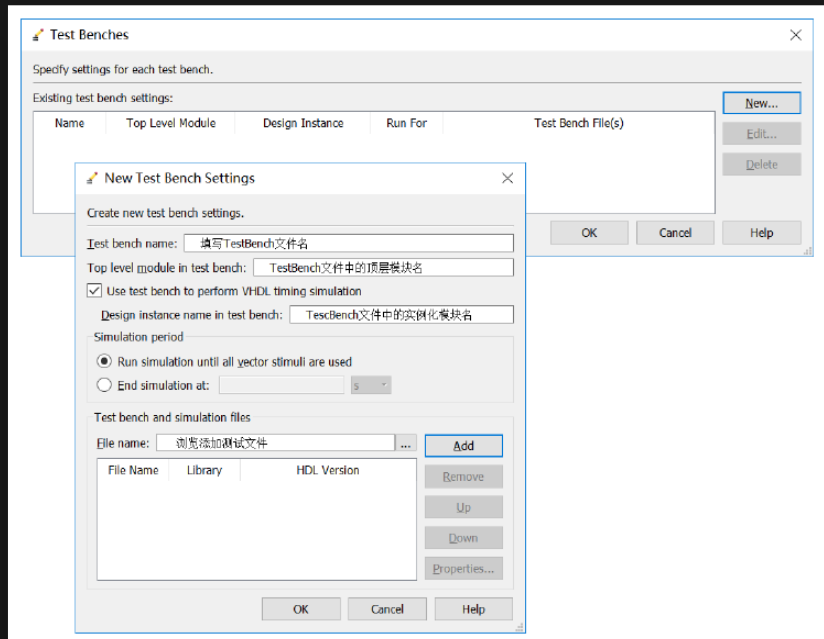 Test Benches
Specify settings for each test bench.
Existing test bench settings:
Name Top Level Module Design Instance Run For Test Bench File(s)
New...
Edit...
Delete
OK Cancel Help
New Test Bench Settings
Create new test bench settings.
Test bench name: 填写TestBench文件名
Top level module in test bench: TestBench文件中的顶层模块名
Use test bench to perform VHDL timing simulation
Design instance name in test bench: TescBench文件中的实例化模块名
Simulation period
Run simulation until all vector stimuli are used
End simulation at: s
Test bench and simulation files
File name: 浏览添加测试文件 ... Add
File Name Library HDL Version
Remove
Up
Down
Properties...
OK Cancel Help